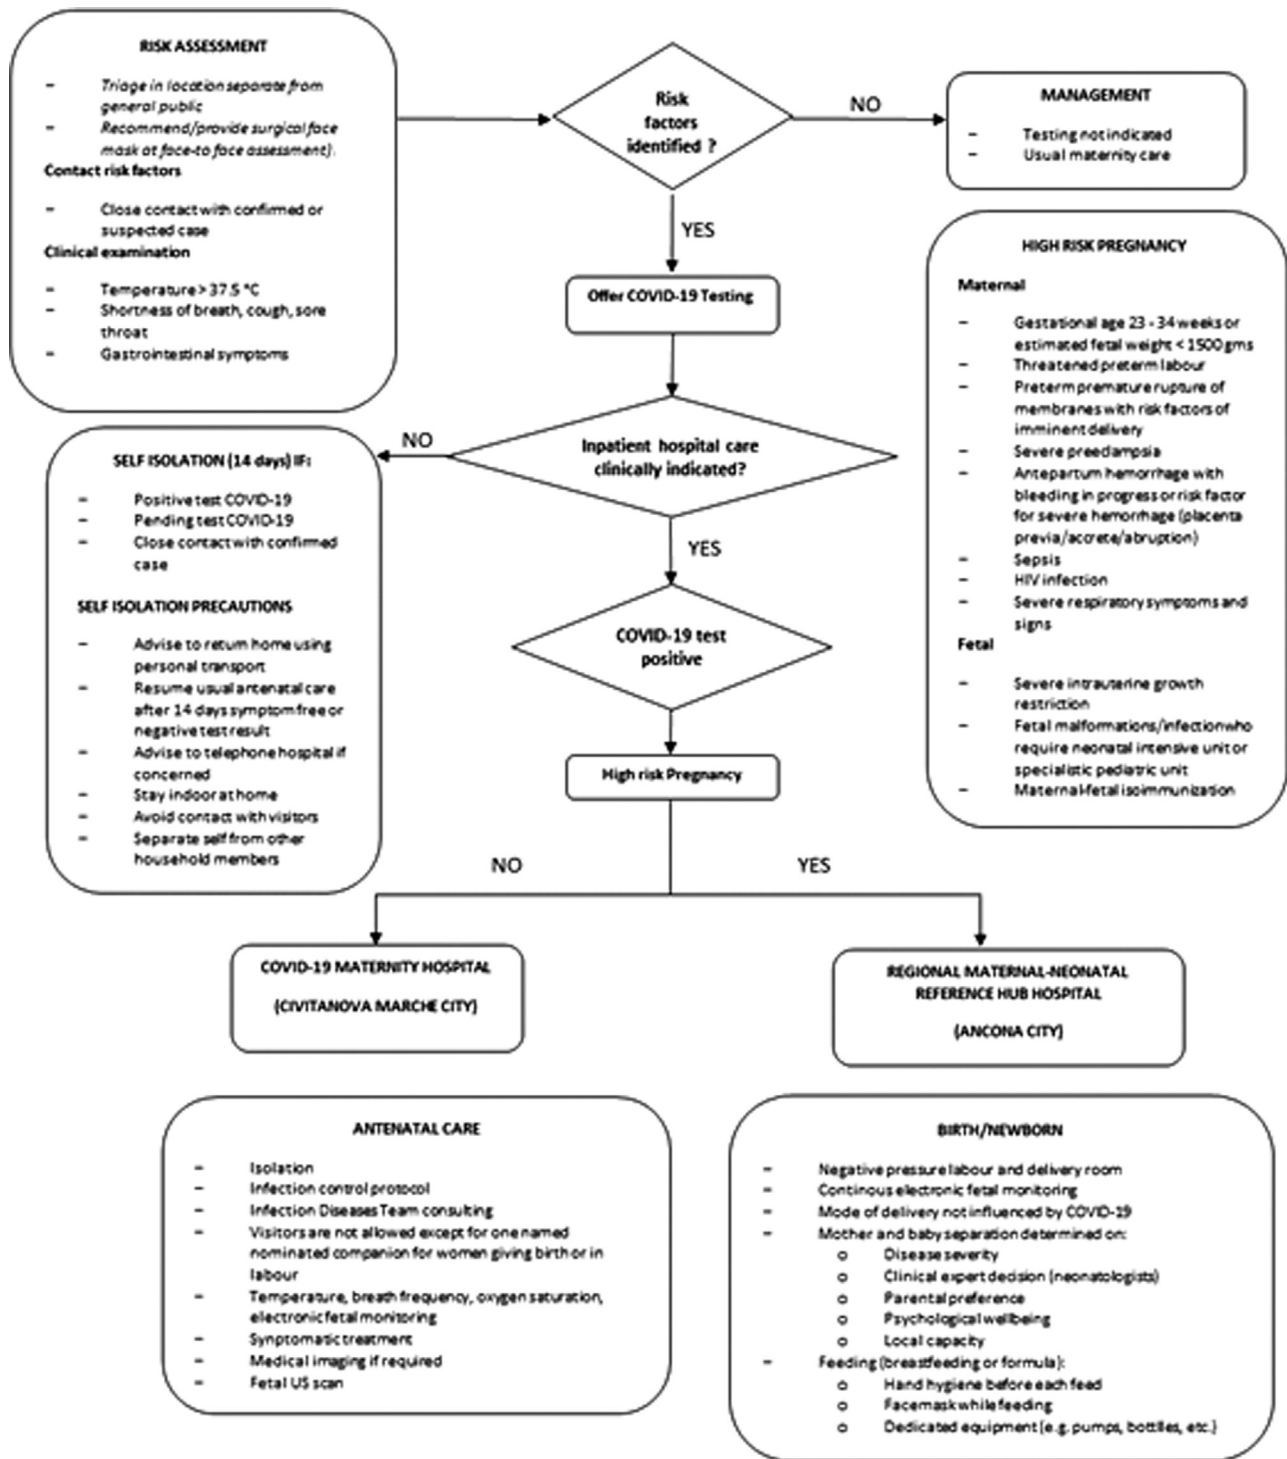 RISK ASSESSMENT
– Triage in location separate from
general public
– Recommend/provide surgical face
mask at face-to face assessment).
Contact risk factors
– Close contact with confirmed or
suspected case
Clinical examination
– Temperature > 37.5 °C
– Shortness of breath, cough, sore
throat
– Gastrointestinal symptoms
Risk
factors
identified ?
NO
MANAGEMENT
– Testing not indicated
– Usual maternity care
YES
Offer COVID-19 Testing
HIGH RISK PREGNANCY
Maternal
– Gestational age 23 - 34 weeks or
estimated fetal weight < 1500 gms
– Threatened preterm labour
– Preterm premature rupture of
membranes with risk factors of
imminent delivery
– Severe preeclampsia
– Antepartum hemorrhage with
bleeding in progress or risk factor
for severe hemorrhage (placenta
previa/accrete/abruption)
– Sepsis
– HIV infection
– Severe respiratory symptoms and
signs
Fetal
– Severe intrauterine growth
restriction
– Fetal malformations/infectionwho
require neonatal intensive unit or
specialistic pediatric unit
– Maternal-fetal isoimmunization
Inpatient hospital care
clinically indicated?
NO
SELF ISOLATION (14 days) IF:
– Positive test COVID-19
– Pending test COVID-19
– Close contact with confirmed
case
SELF ISOLATION PRECAUTIONS
– Advise to return home using
personal transport
– Resume usual antenatal care
after 14 days symptom free or
negative test result
– Advise to telephone hospital if
concerned
– Stay indoor at home
– Avoid contact with visitors
– Separate self from other
household members
YES
COVID-19 test
positive
High risk Pregnancy
NO
YES
COVID-19 MATERNITY HOSPITAL
(CIVITANOVA MARCHE CITY)
REGIONAL MATERNAL-NEONATAL
REFERENCE HUB HOSPITAL
(ANCONA CITY)
ANTENATAL CARE
– Isolation
– Infection control protocol
– Infection Diseases Team consulting
– Visitors are not allowed except for one named
nominated companion for women giving birth or in
labour
– Temperature, breath frequency, oxygen saturation,
electronic fetal monitoring
– Symptomatic treatment
– Medical imaging if required
– Fetal US scan
BIRTH/NEWBORN
– Negative pressure labour and delivery room
– Continous electronic fetal monitoring
– Mode of delivery not influenced by COVID-19
– Mother and baby separation determined on:
o Disease severity
o Clinical expert decision (neonatologists)
o Parental preference
o Psychological wellbeing
o Local capacity
– Feeding (breastfeeding or formula):
o Hand hygiene before each feed
o Facemask while feeding
o Dedicated equipment (e.g. pumps, bottlles, etc.)